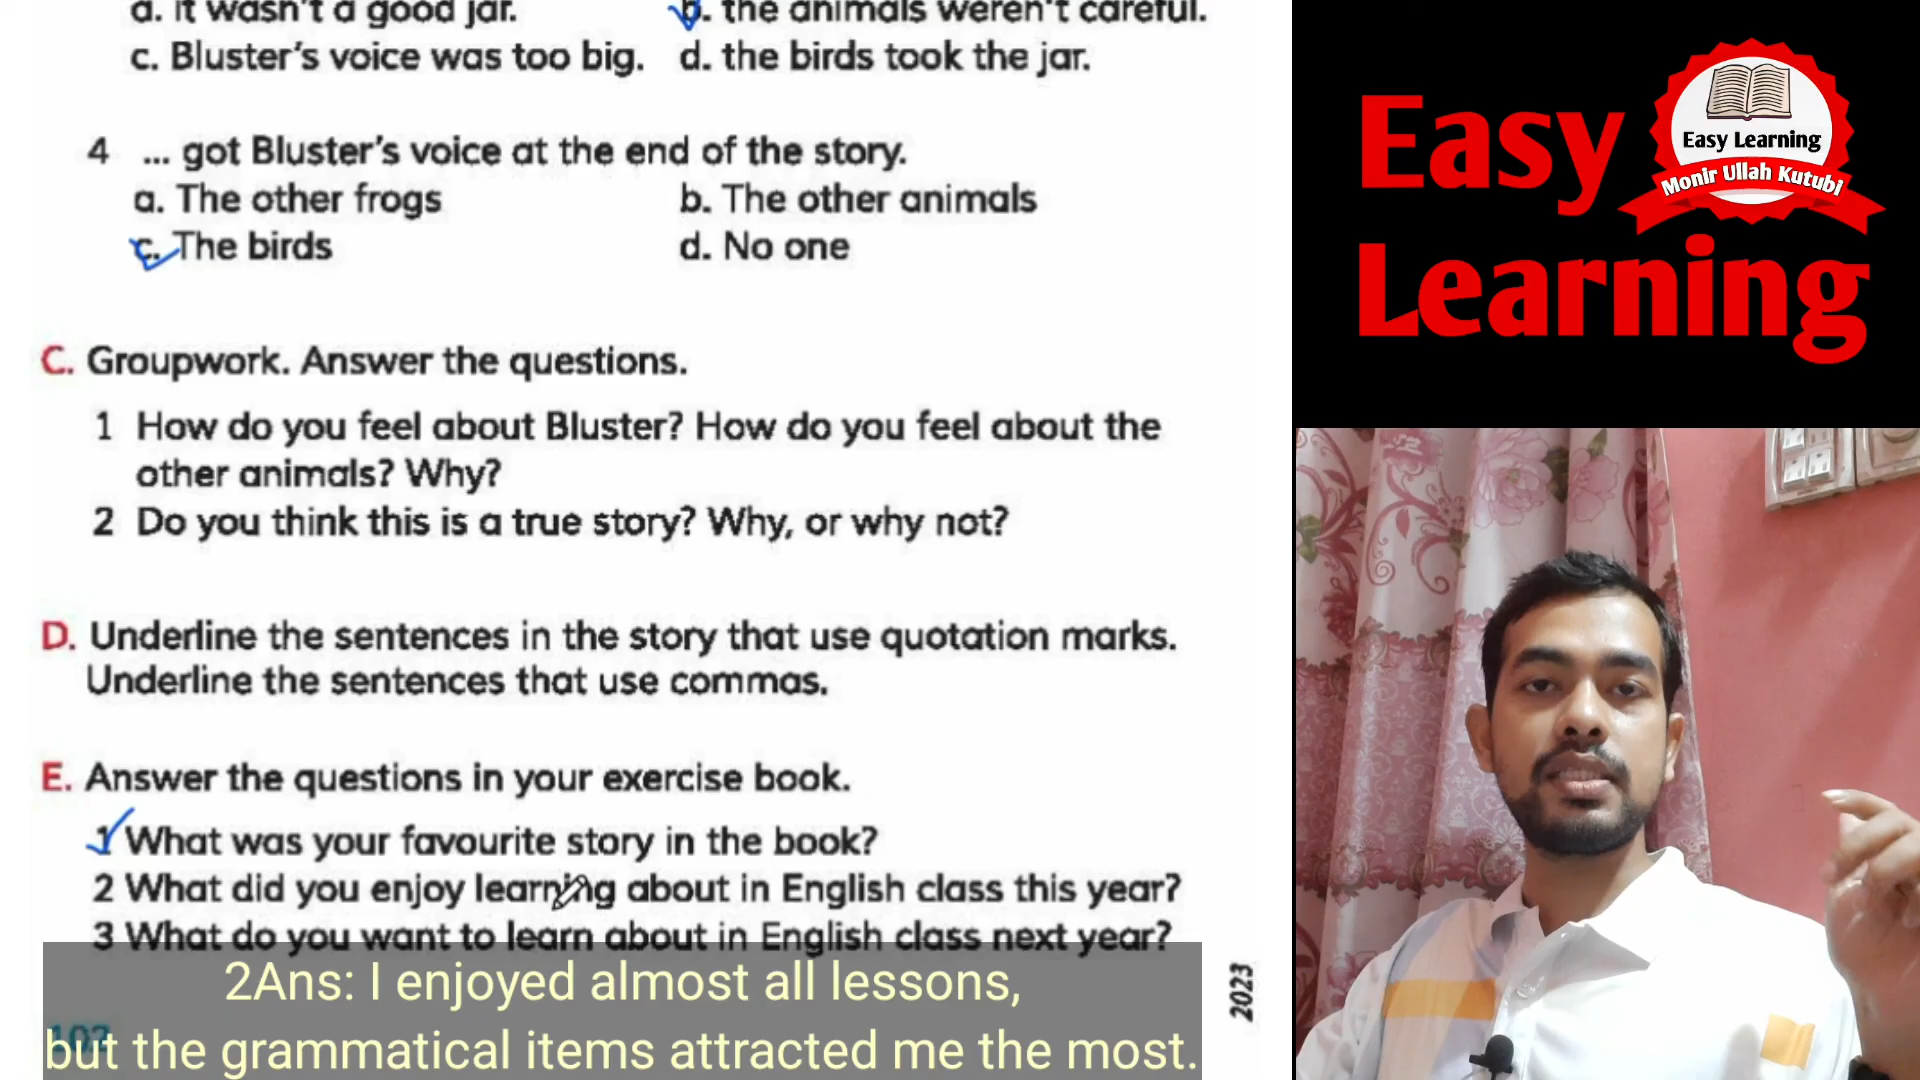 a. it wasn't a good jar. b. the animals weren't careful.
c. Bluster's voice was too big. d. the birds took the jar.
4 ... got Bluster's voice at the end of the story.
a. The other frogs b. The other animals
c. The birds d. No one
C. Groupwork. Answer the questions.
1 How do you feel about Bluster? How do you feel about the
other animals? Why?
2 Do you think this is a true story? Why, or why not?
D. Underline the sentences in the story that use quotation marks.
Underline the sentences that use commas.
E. Answer the questions in your exercise book.
1 What was your favourite story in the book?
2 What did you enjoy learning about in English class this year?
3 What do you want to learn about in English class next year?
2Ans: I enjoyed almost all lessons,
but the grammatical items attracted me the most.
102
2023
Easy
Learning
Easy Learning
Monir Ullah Kutubi